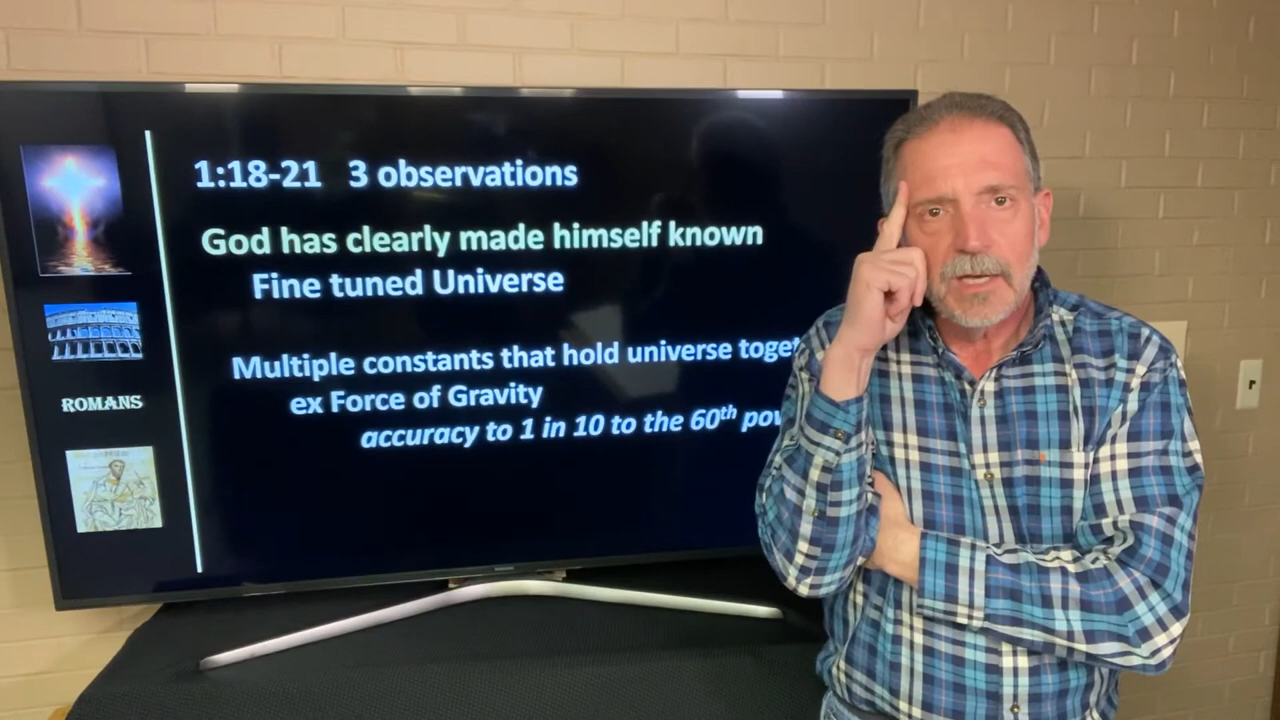 1:18-21 3 observations
God has clearly made himself known
Fine tuned Universe
Multiple constants that hold universe toget
ex Force of Gravity
accuracy to 1 in 10 to the 60th pov
ROMANS